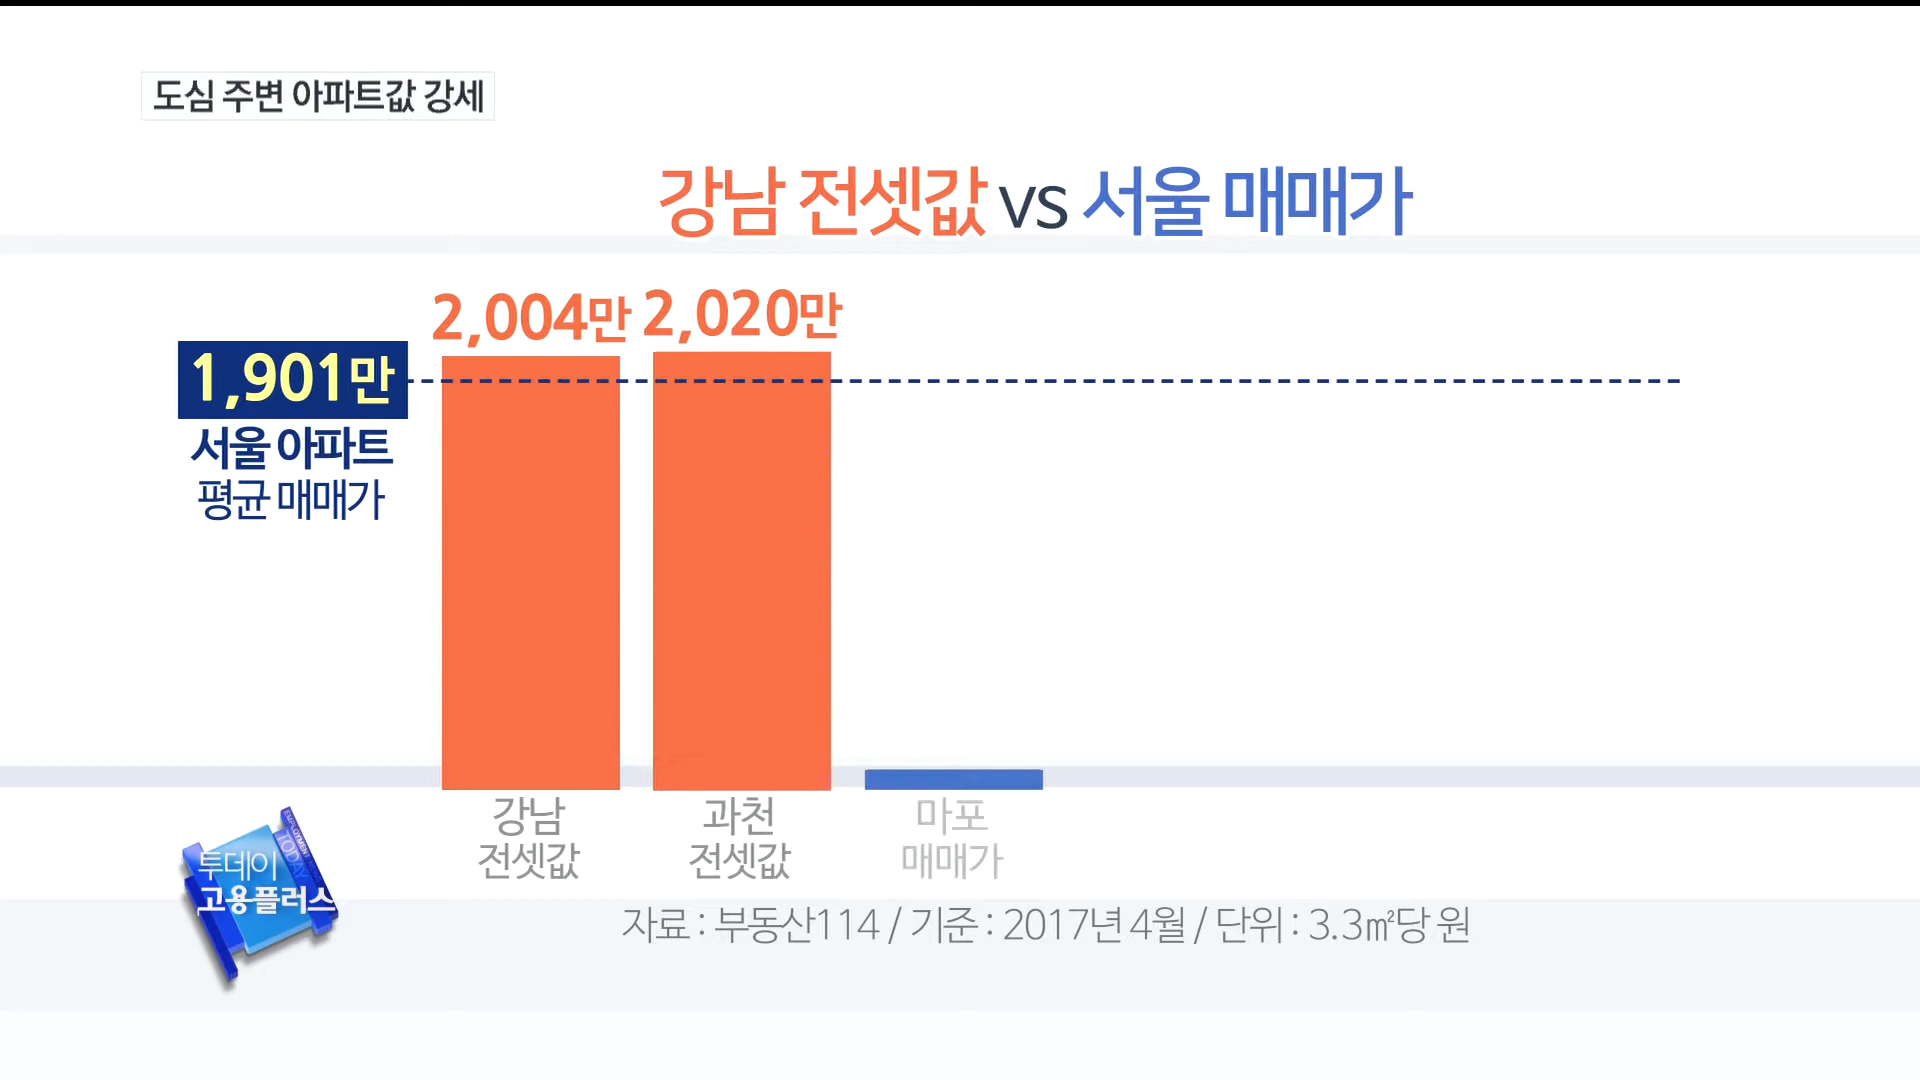 도심 주변 아파트값 강세
강남 전셋값 vs 서울 매매가
2,004만 2,020만
1,901만
서울 아파트
평균 매매가
강남
전셋값
과천
전셋값
마포
매매가
EMPLOYMENT
TODAY
투데이
고용플러스
자료 : 부동산114 / 기준 : 2017년 4월 / 단위 : 3.3㎡당 원